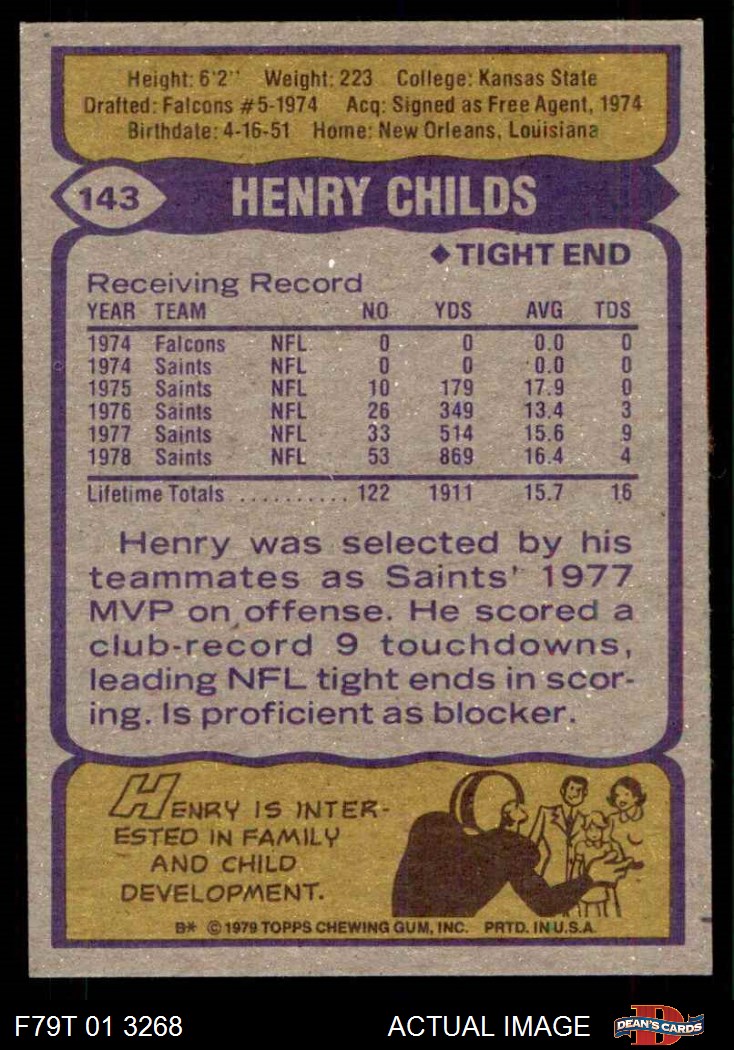 Height: 6'2" Weight: 223 College: Kansas State
Drafted: Falcons #5-1974 Acq: Signed as Free Agent, 1974
Birthdate: 4-16-51 Home: New Orleans, Louisiana
143 HENRY CHILDS
◆TIGHT END
Receiving Record
YEAR TEAM NO YDS AVG TDS
1974 Falcons NFL 0 0 0.0 0
1974 Saints NFL 0 0 0.0 0
1975 Saints NFL 10 179 17.9 0
1976 Saints NFL 26 349 13.4 3
1977 Saints NFL 33 514 15.6 9
1978 Saints NFL 53 869 16.4 4
Lifetime Totals .......... 122 1911 15.7 16
Henry was selected by his
teammates as Saints' 1977
MVP on offense. He scored a
club-record 9 touchdowns,
leading NFL tight ends in scor-
ing. Is proficient as blocker.
HENRY IS INTER-
ESTED IN FAMILY
AND CHILD
DEVELOPMENT.
B* © 1979 TOPPS CHEWING GUM, INC. PRTD. IN U.S.A.
F79T 01 3268 ACTUAL IMAGE D DEAN'S CARDS